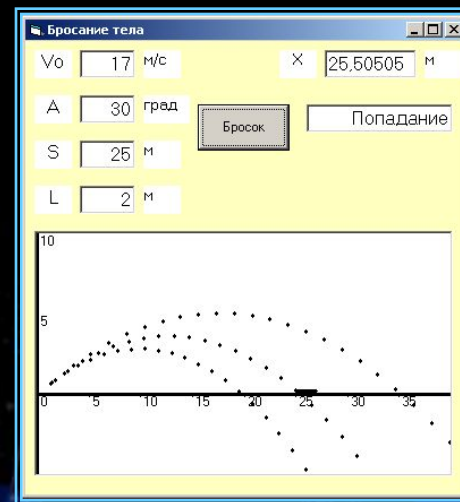 Бросание тела
Vo 17 м/с X 25,50505 м
A 30 град Бросок Попадание
S 25 м
L 2 м
10
5
0 5 10 15 20 25 30 35